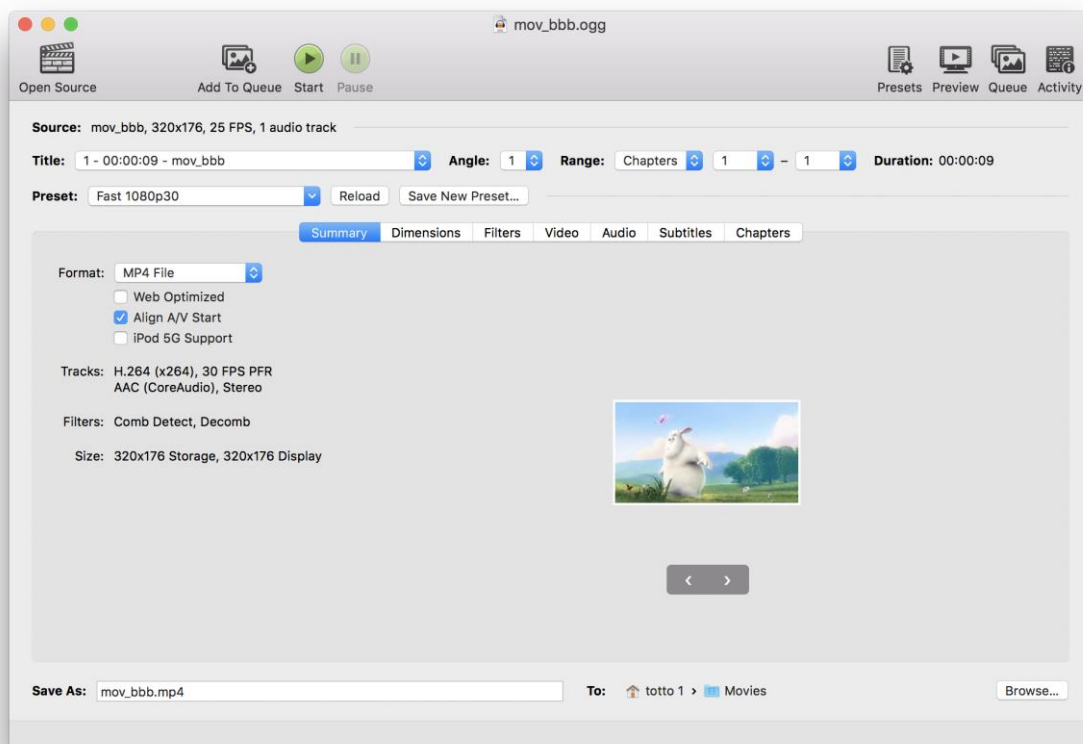 mov_bbb.ogg
Open Source
Add To Queue Start Pause
Presets Preview Queue Activity
Source: mov_bbb, 320x176, 25 FPS, 1 audio track
Title: 1 - 00:00:09 - mov_bbb Angle: 1 Range: Chapters 1 – 1 Duration: 00:00:09
Preset: Fast 1080p30 Reload Save New Preset...
Summary Dimensions Filters Video Audio Subtitles Chapters
Format: MP4 File
Web Optimized
Align A/V Start
iPod 5G Support
Tracks: H.264 (x264), 30 FPS PFR
AAC (CoreAudio), Stereo
Filters: Comb Detect, Decomb
Size: 320x176 Storage, 320x176 Display
Save As: mov_bbb.mp4 To: totto 1 › Movies Browse...